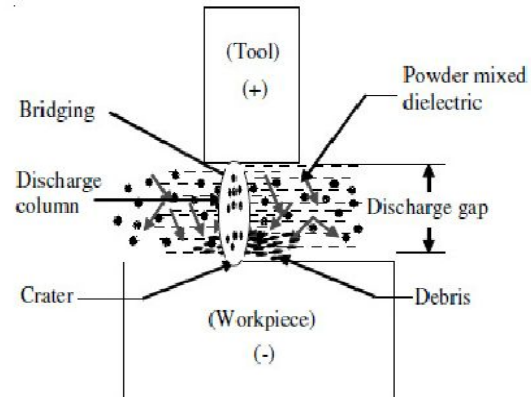 (Tool)
(+)
Powder mixed
dielectric
Bridging
Discharge
column
Discharge gap
Crater
Debris
(Workpiece)
(-)